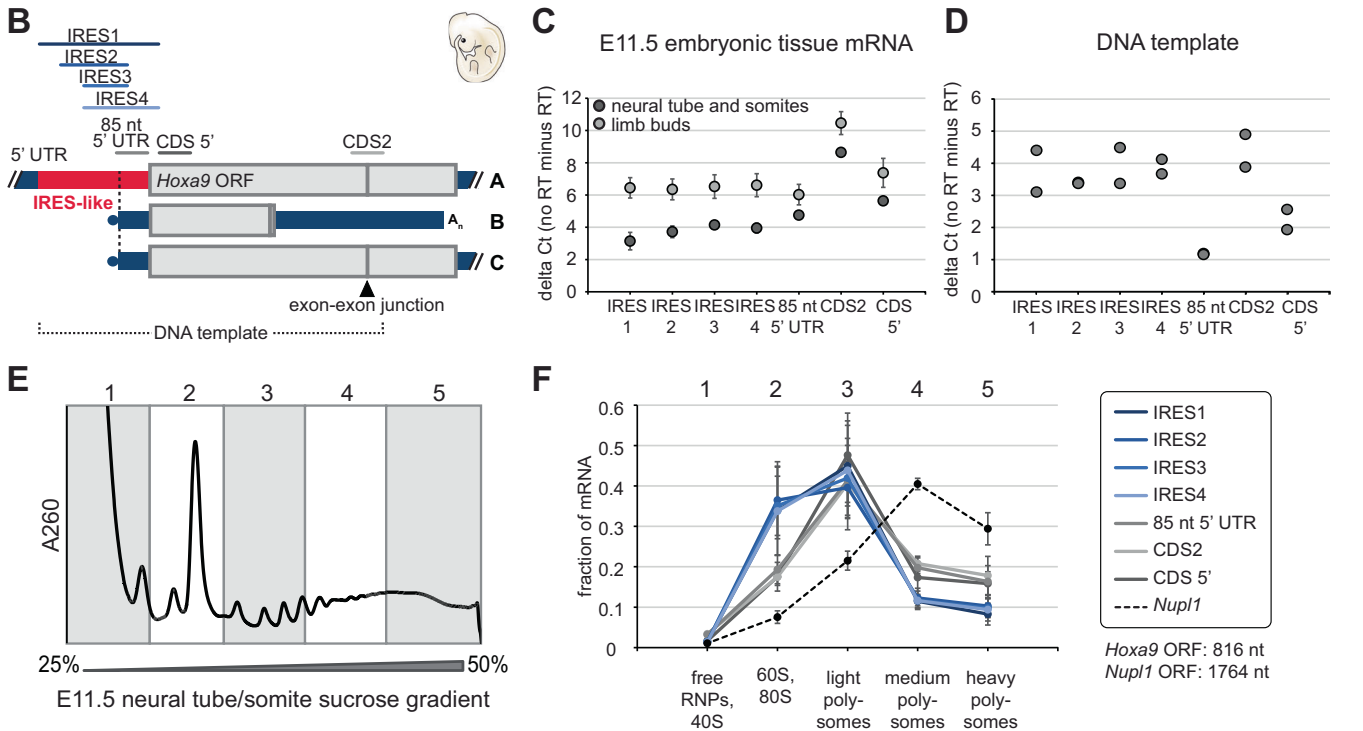 B
IRES1
IRES2
IRES3
IRES4
85 nt
5' UTR
CDS 5'
CDS2
5' UTR
Hoxa9 ORF
A
IRES-like
An
B
C
exon-exon junction
DNA template
C
E11.5 embryonic tissue mRNA
delta Ct (no RT minus RT)
12
10
8
6
4
2
0
neural tube and somites
limb buds
IRES IRES IRES IRES 85 nt CDS2 CDS
1 2 3 4 5' UTR 5'
D
DNA template
delta Ct (no RT minus RT)
6
5
4
3
2
1
0
IRES IRES IRES IRES 85 nt CDS2 CDS
1 2 3 4 5' UTR 5'
E
1 2 3 4 5
A260
25% 50%
E11.5 neural tube/somite sucrose gradient
F
1 2 3 4 5
fraction of mRNA
0.6
0.5
0.4
0.3
0.2
0.1
0
free
RNPs,
40S
60S,
80S
light
poly-
somes
medium
poly-
somes
heavy
poly-
somes
IRES1
IRES2
IRES3
IRES4
85 nt 5' UTR
CDS2
CDS 5'
Nupl1
Hoxa9 ORF: 816 nt
Nupl1 ORF: 1764 nt